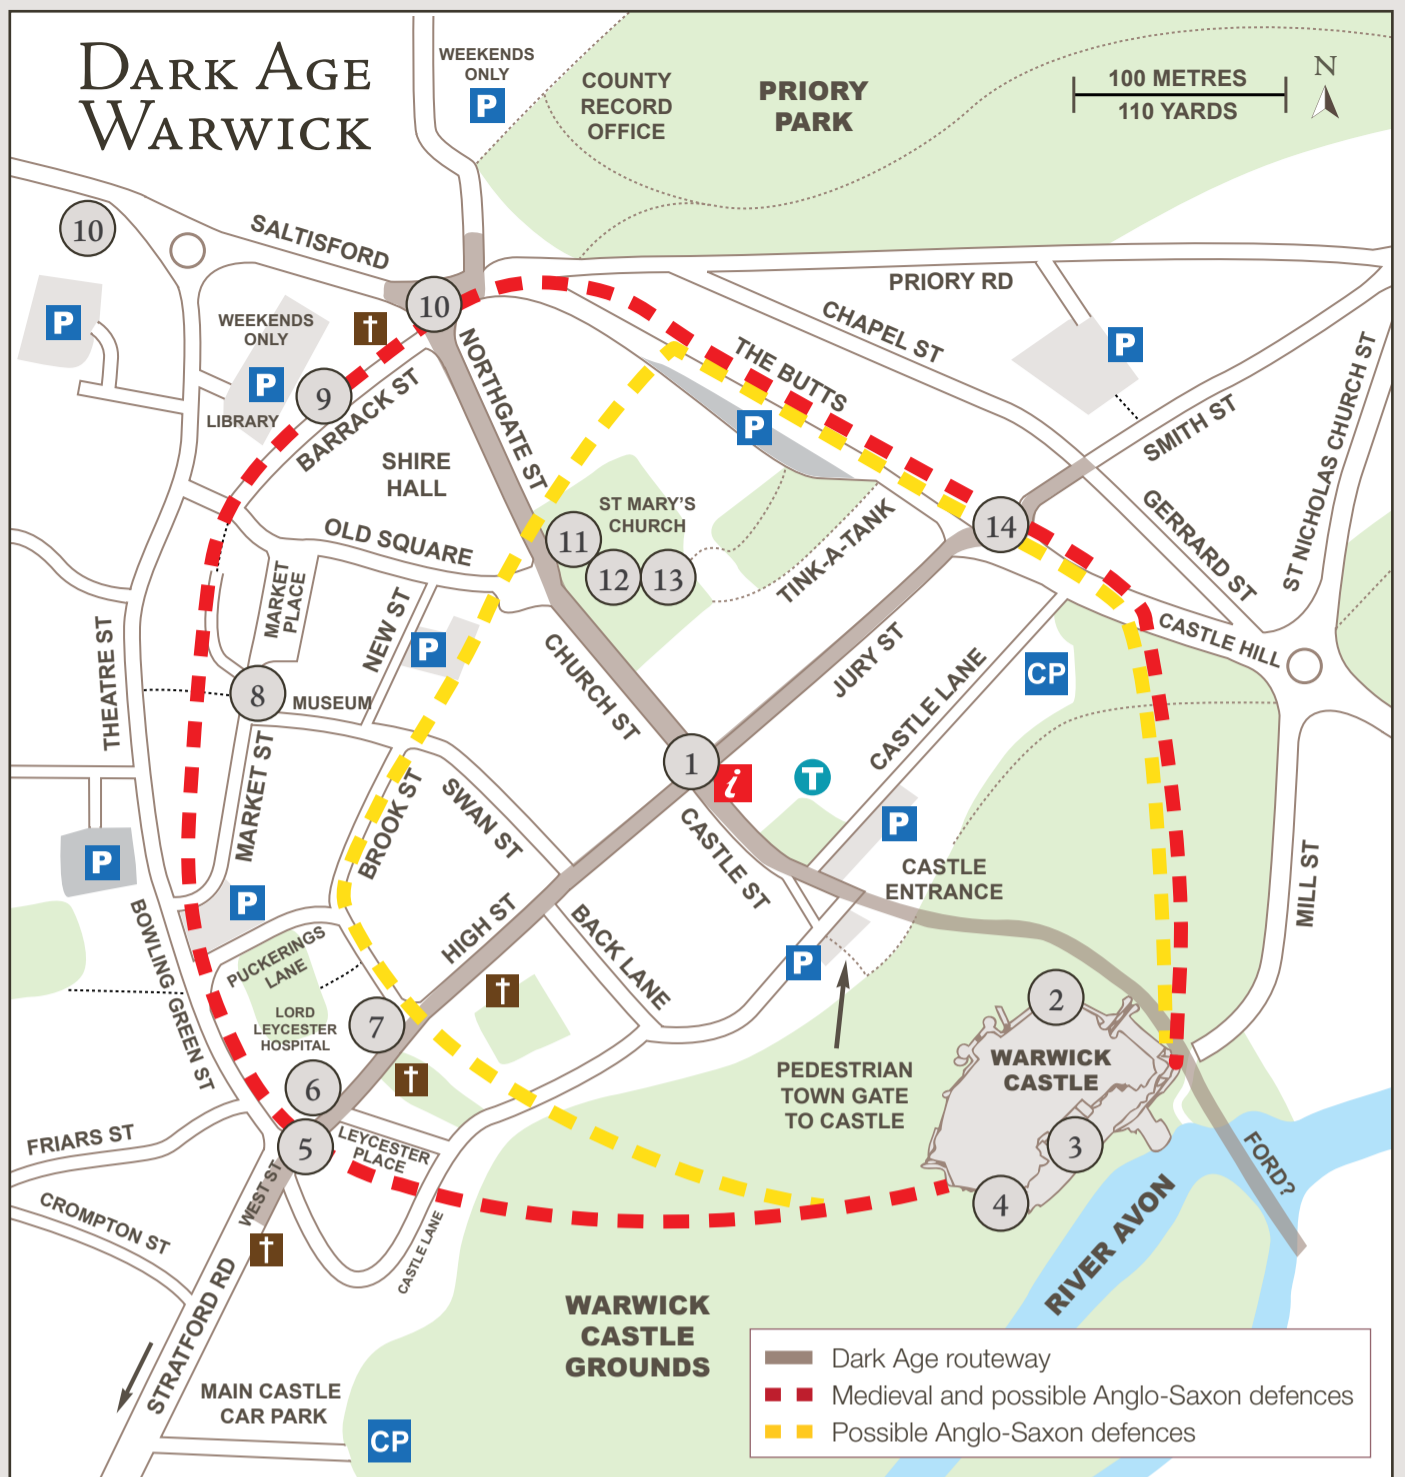 DARK AGE
WARWICK
WEEKENDS
ONLY
P
COUNTY
RECORD
OFFICE
PRIORY
PARK
100 METRES
110 YARDS
N
10
SALTISFORD
PRIORY RD
P
WEEKENDS
ONLY
P
LIBRARY
10
9
BARRACK ST
NORTHGATE ST
CHAPEL ST
THE BUTTS
P
P
SMITH ST
ST NICHOLAS CHURCH ST
SHIRE
HALL
OLD SQUARE
ST MARY'S
CHURCH
11
12
13
14
TINK-A-TANK
GERRARD ST
MARKET
PLACE
NEW ST
P
THEATRE ST
8
MUSEUM
CHURCH ST
JURY ST
CASTLE LANE
CP
CASTLE HILL
1
i
T
MARKET ST
BROOK ST
SWAN ST
CASTLE ST
P
CASTLE
ENTRANCE
MILL ST
P
P
BOWLING GREEN ST
PUCKERINGS
LANE
HIGH ST
BACK LANE
P
LORD
LEYCESTER
HOSPITAL
7
6
5
PEDESTRIAN
TOWN GATE
TO CASTLE
2
WARWICK
CASTLE
3
4
FORD?
RIVER AVON
FRIARS ST
LEYCESTER
PLACE
WEST ST
CROMPTON ST
CASTLE LANE
STRATFORD RD
WARWICK
CASTLE
GROUNDS
MAIN CASTLE
CAR PARK
CP
Dark Age routeway
Medieval and possible Anglo-Saxon defences
Possible Anglo-Saxon defences